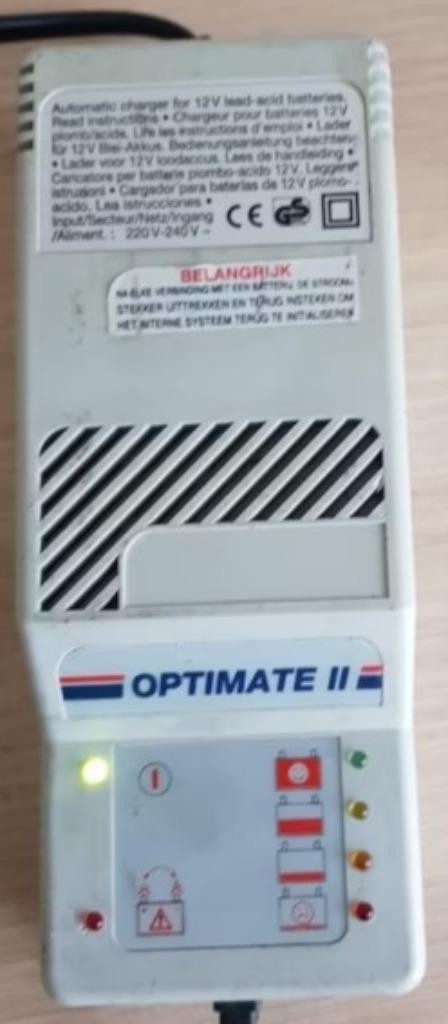 Automatic charger for 12V lead-acid batteries.
Read instructions • Chargeur pour batteries 12V
plomb/acide. Life les instructions d'emploi • Lader
für 12V Blei-Akkus. Bedienungsanleitung beachten
• Lader voor 12V loodaccus. Lees de handleiding •
Caricatore per batterie piombo-acido 12V. Leggere
istruzioni • Cargador para baterias de 12V plomo-
acido. Lea istrucciones •
Input/Secteur/Netz/Ingang
/Aliment. : 220V-240V ~
CE GS
BELANGRIJK
NA ELKE VERBINDING MET EEN BATTERIJ, DE STROOM-
STEKKER UITTREKKEN EN TERUG INSTEKEN OM
HET INTERNE SYSTEEM TERUG TE INITIALISEREN
OPTIMATE II